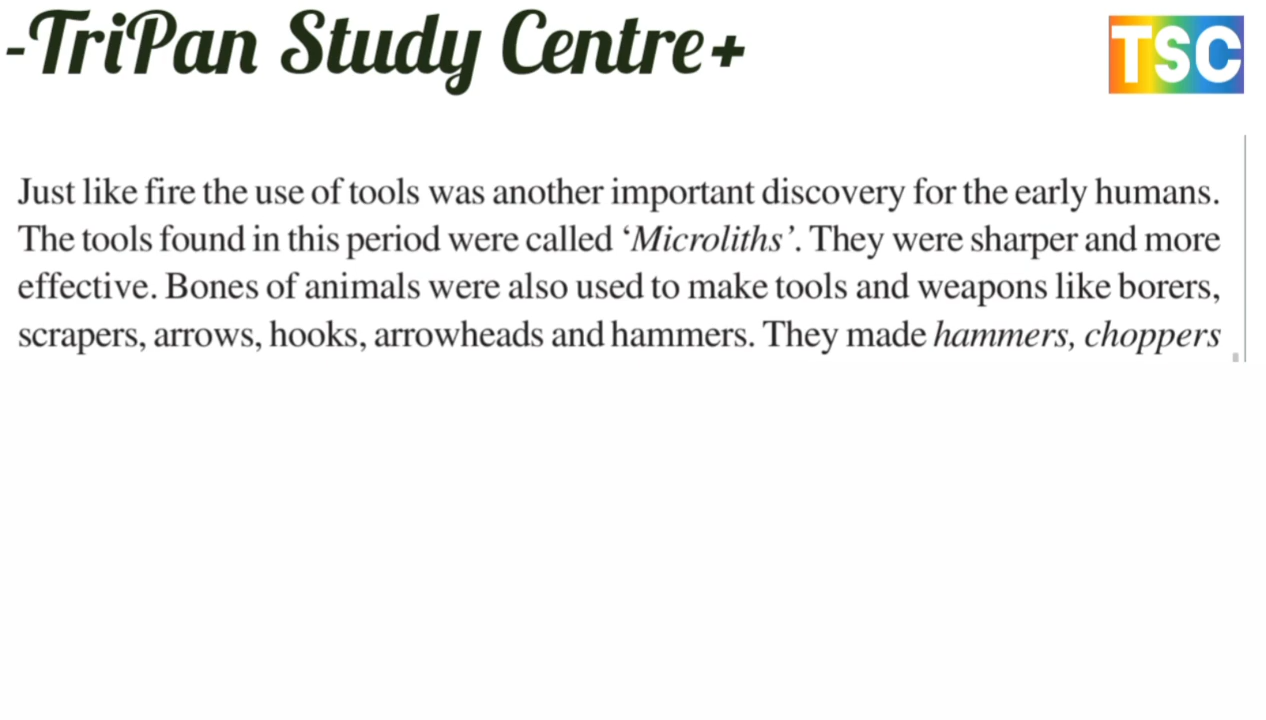 -TriPan Study Centre+
TSC
Just like fire the use of tools was another important discovery for the early humans.
The tools found in this period were called ‘Microliths’. They were sharper and more
effective. Bones of animals were also used to make tools and weapons like borers,
scrapers, arrows, hooks, arrowheads and hammers. They made hammers, choppers